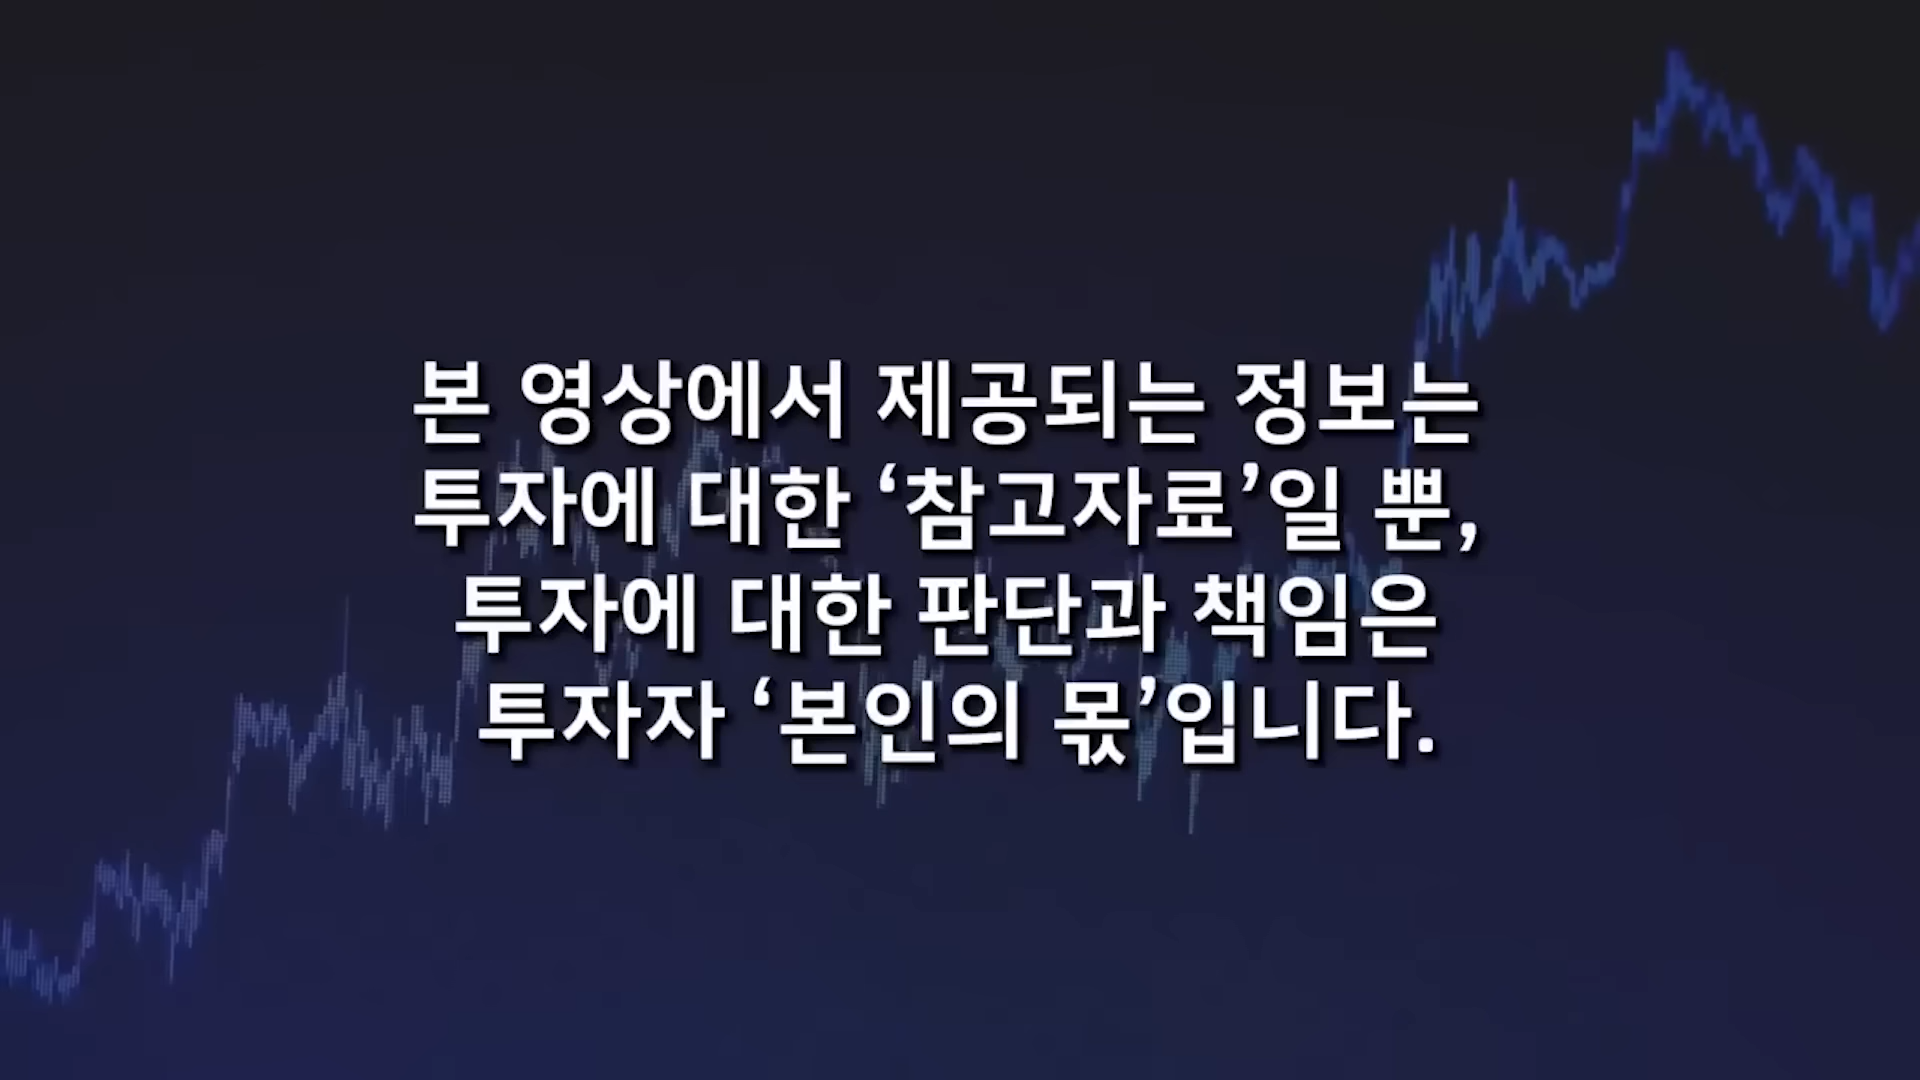 본 영상에서 제공되는 정보는
투자에 대한 ‘참고자료’일 뿐,
투자에 대한 판단과 책임은
투자자 ‘본인의 몫’입니다.